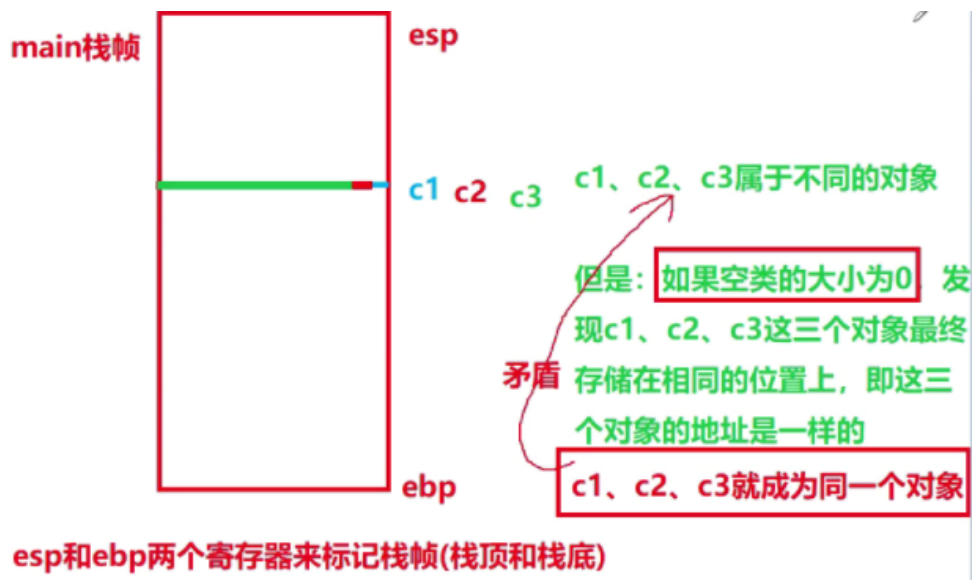 main栈帧
esp
c1 c2 c3
c1、c2、c3属于不同的对象
但是：如果空类的大小为0，发
现c1、c2、c3这三个对象最终
矛盾
存储在相同的位置上，即这三
个对象的地址是一样的
ebp
c1、c2、c3就成为同一个对象
esp和ebp两个寄存器来标记栈帧(栈顶和栈底)